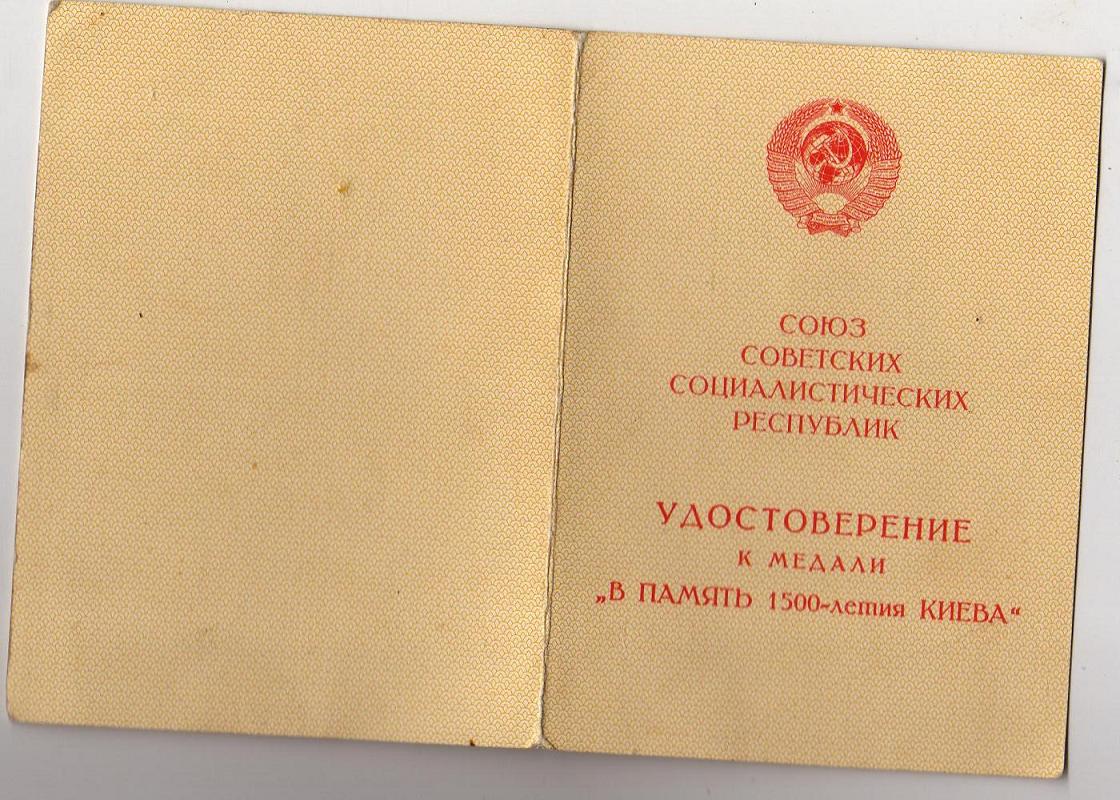 СОЮЗ
СОВЕТСКИХ
СОЦИАЛИСТИЧЕСКИХ
РЕСПУБЛИК
УДОСТОВЕРЕНИЕ
К МЕДАЛИ
„В ПАМЯТЬ 1500-летия КИЕВА“